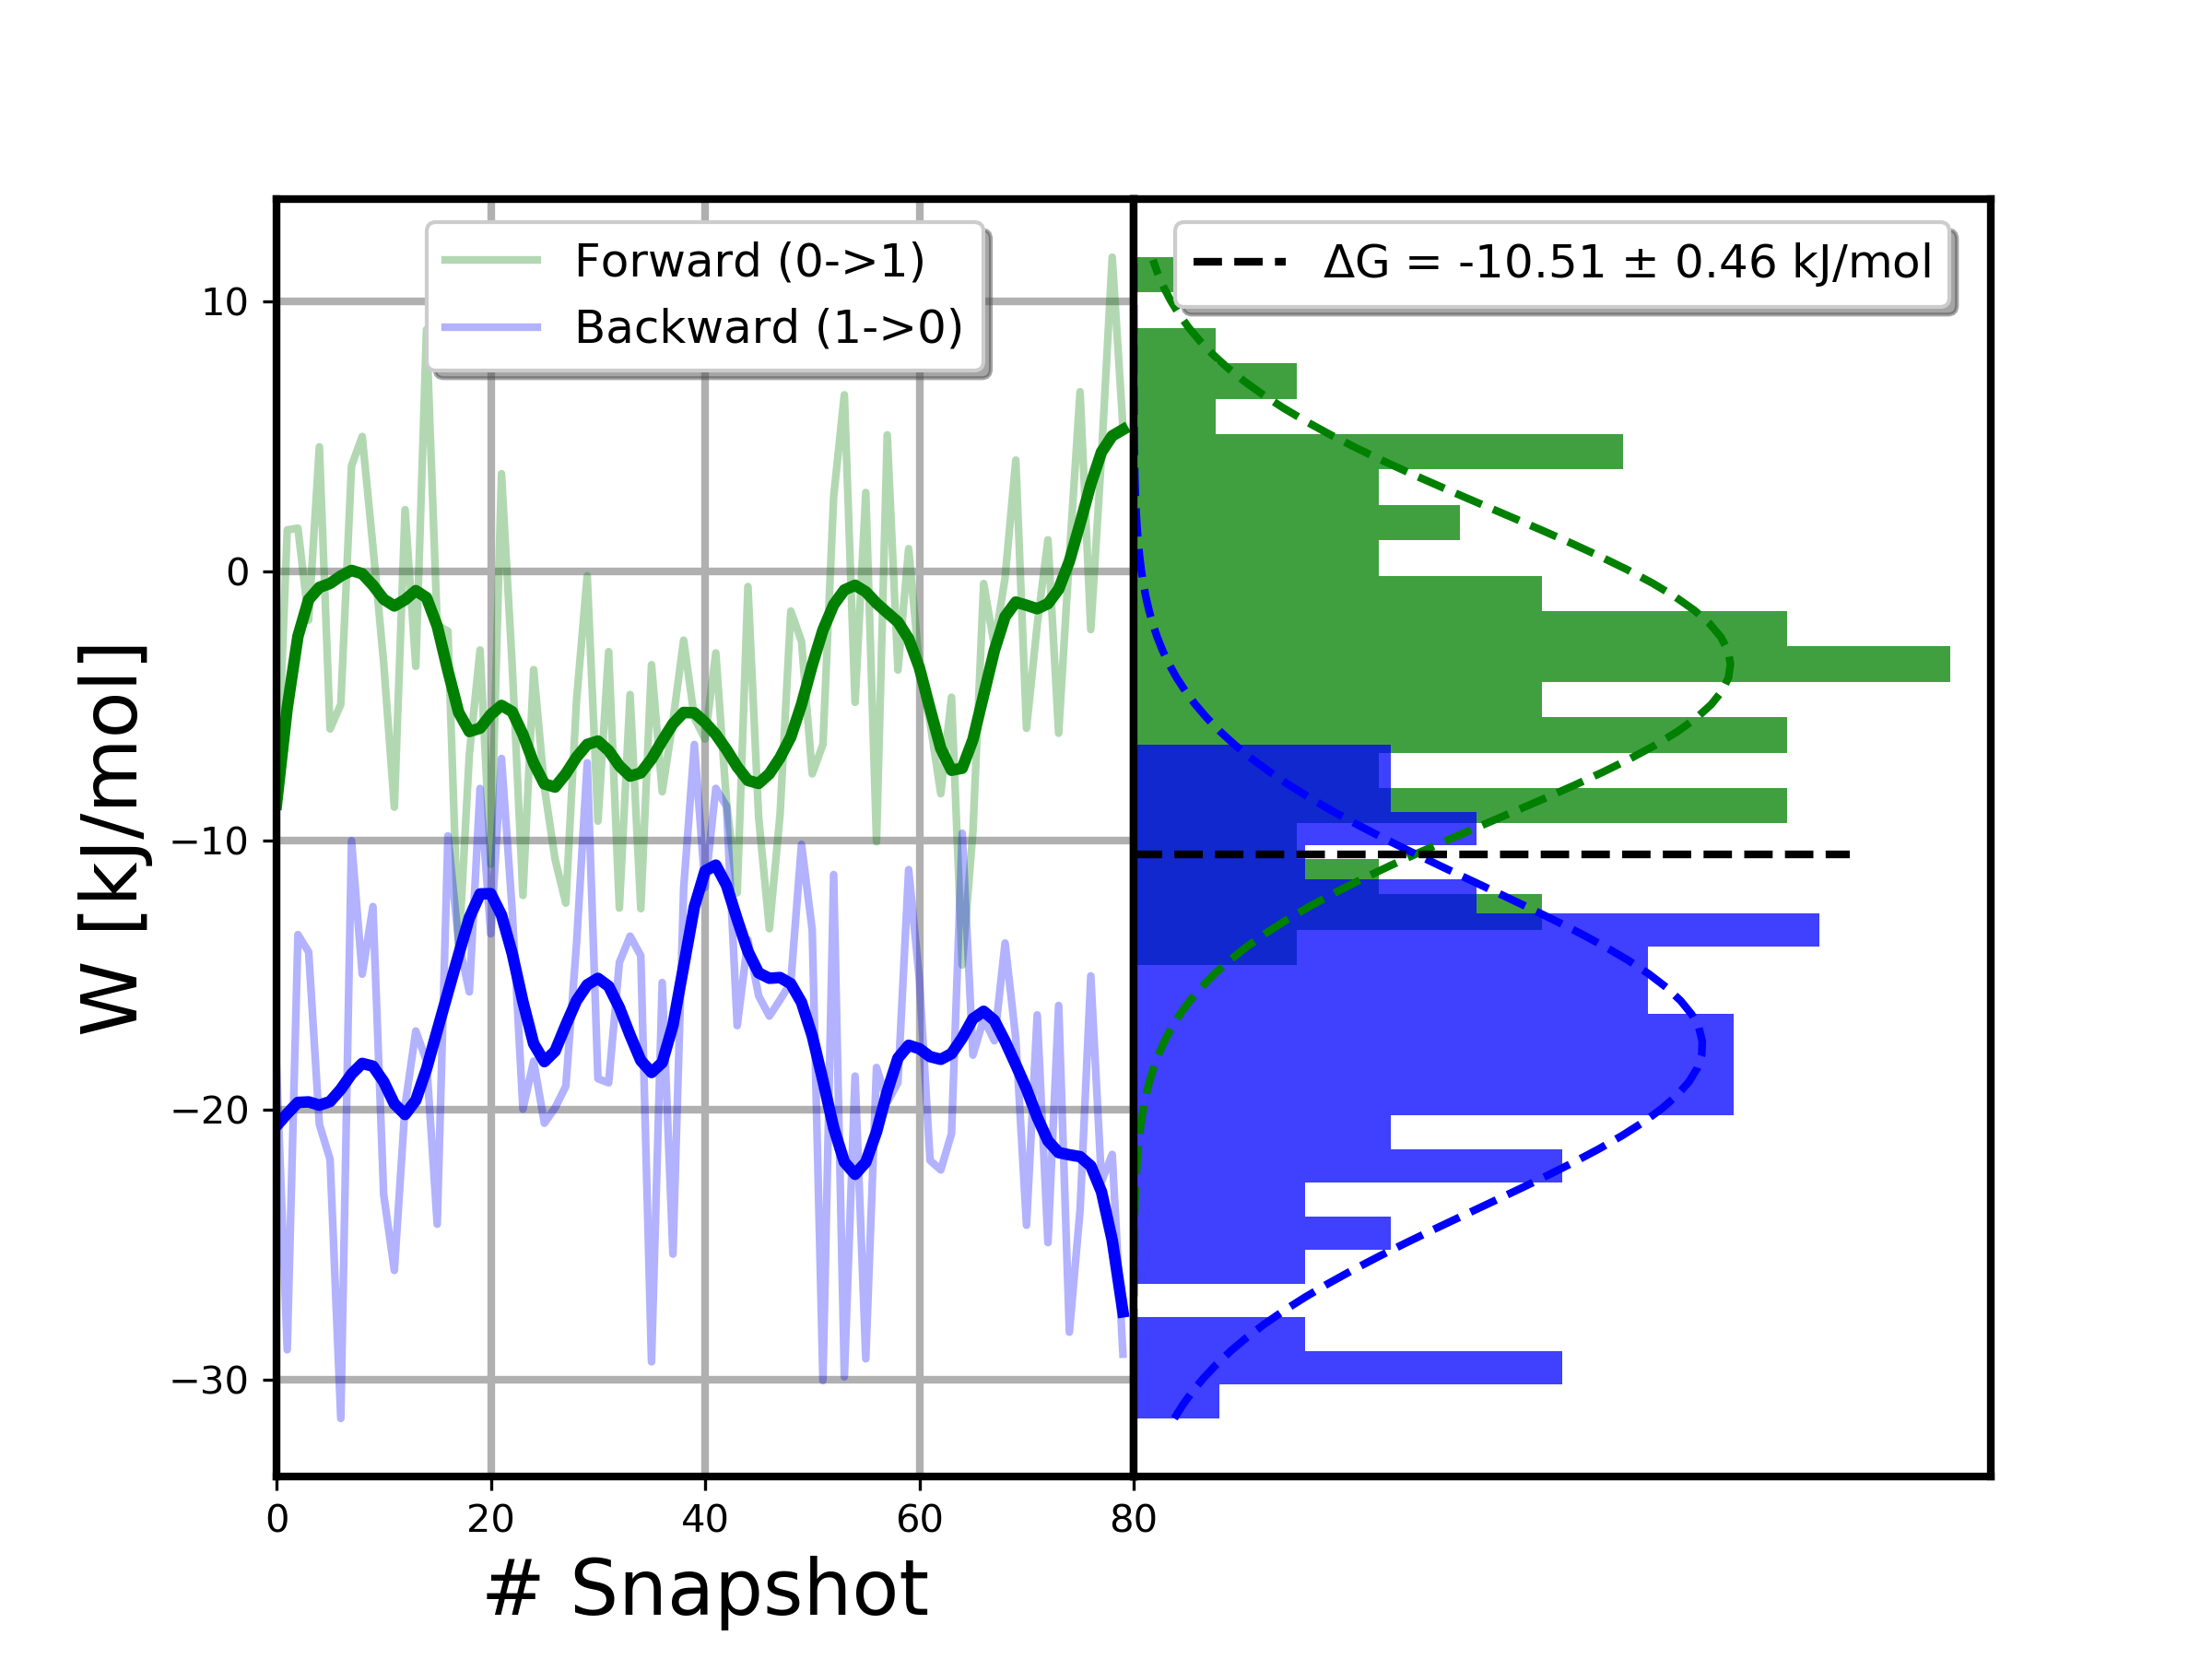 Forward (0->1)
Backward (1->0)
ΔG = -10.51 ± 0.46 kJ/mol
10
0
−10
−20
−30
W [kJ/mol]
0 20 40 60 80
# Snapshot